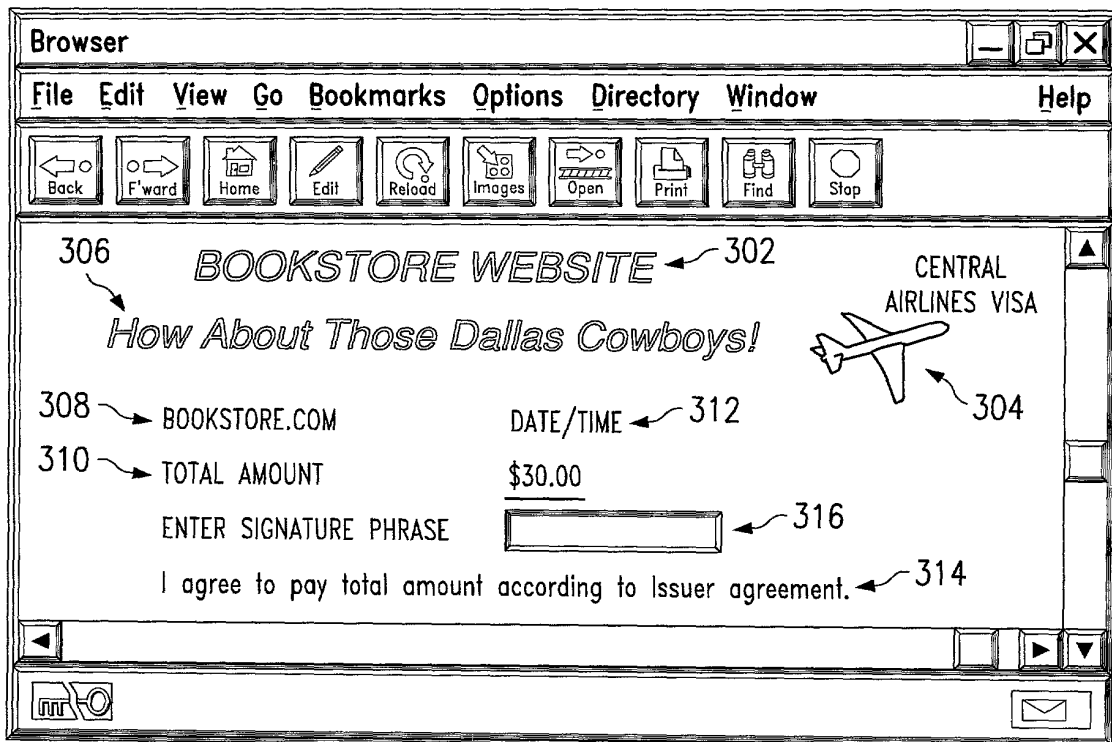 Browser
File Edit View Go Bookmarks Options Directory Window Help
Back F'ward Home Edit Reload Images Open Print Find Stop
306 BOOKSTORE WEBSITE 302 CENTRAL
AIRLINES VISA
How About Those Dallas Cowboys!
304
308 BOOKSTORE.COM DATE/TIME 312
310 TOTAL AMOUNT $30.00
ENTER SIGNATURE PHRASE 316
I agree to pay total amount according to Issuer agreement. 314